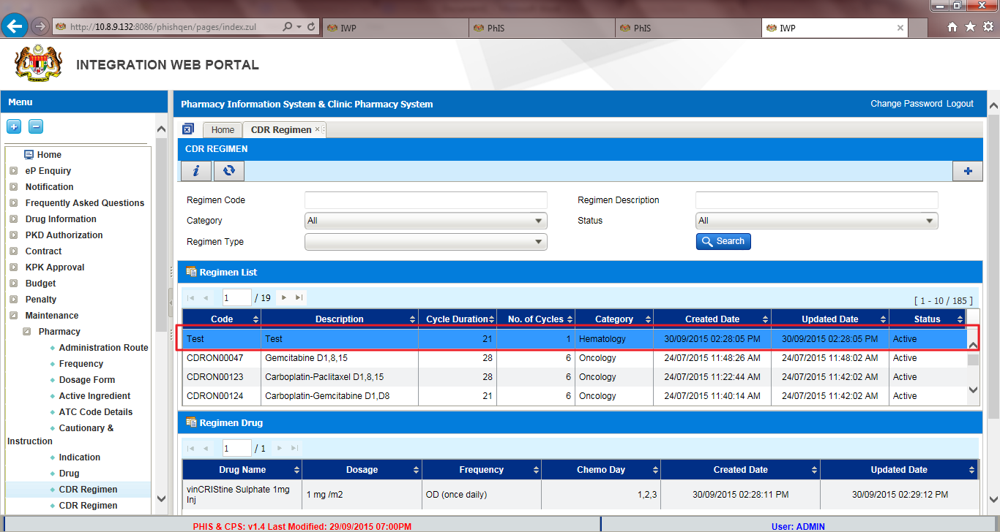 http://10.8.9.132:8086/phishqen/pages/index.zul
IWP
PhIS
PhIS
IWP
INTEGRATION WEB PORTAL
Menu
Pharmacy Information System & Clinic Pharmacy System
Change Password Logout
Home
eP Enquiry
Notification
Frequently Asked Questions
Drug Information
PKD Authorization
Contract
KPK Approval
Budget
Penalty
Maintenance
Pharmacy
Administration Route
Frequency
Dosage Form
Active Ingredient
ATC Code Details
Cautionary &
Instruction
Indication
Drug
CDR Regimen
CDR Regimen
Home
CDR Regimen
CDR REGIMEN
Regimen Code
Regimen Description
Category All
Status All
Regimen Type
Search
Regimen List
1 / 19
[ 1 - 10 / 185 ]
Code Description Cycle Duration No. of Cycles Category Created Date Updated Date Status
Test Test 21 1 Hematology 30/09/2015 02:28:05 PM 30/09/2015 02:28:05 PM Active
CDRON00047 Gemcitabine D1,8,15 28 6 Oncology 24/07/2015 11:48:26 AM 24/07/2015 11:48:02 AM Active
CDRON00123 Carboplatin-Paclitaxel D1,8,15 28 6 Oncology 24/07/2015 11:22:44 AM 24/07/2015 11:42:02 AM Active
CDRON00124 Carboplatin-Gemcitabine D1,D8 21 6 Oncology 24/07/2015 11:40:14 AM 24/07/2015 11:42:02 AM Active
Regimen Drug
1 / 1
Drug Name Dosage Frequency Chemo Day Created Date Updated Date
vinCRIStine Sulphate 1mg
Inj
1 mg /m2 OD (once daily) 1,2,3 30/09/2015 02:28:11 PM 30/09/2015 02:29:12 PM
PHIS & CPS: v1.4 Last Modified: 29/09/2015 07:00PM
User: ADMIN